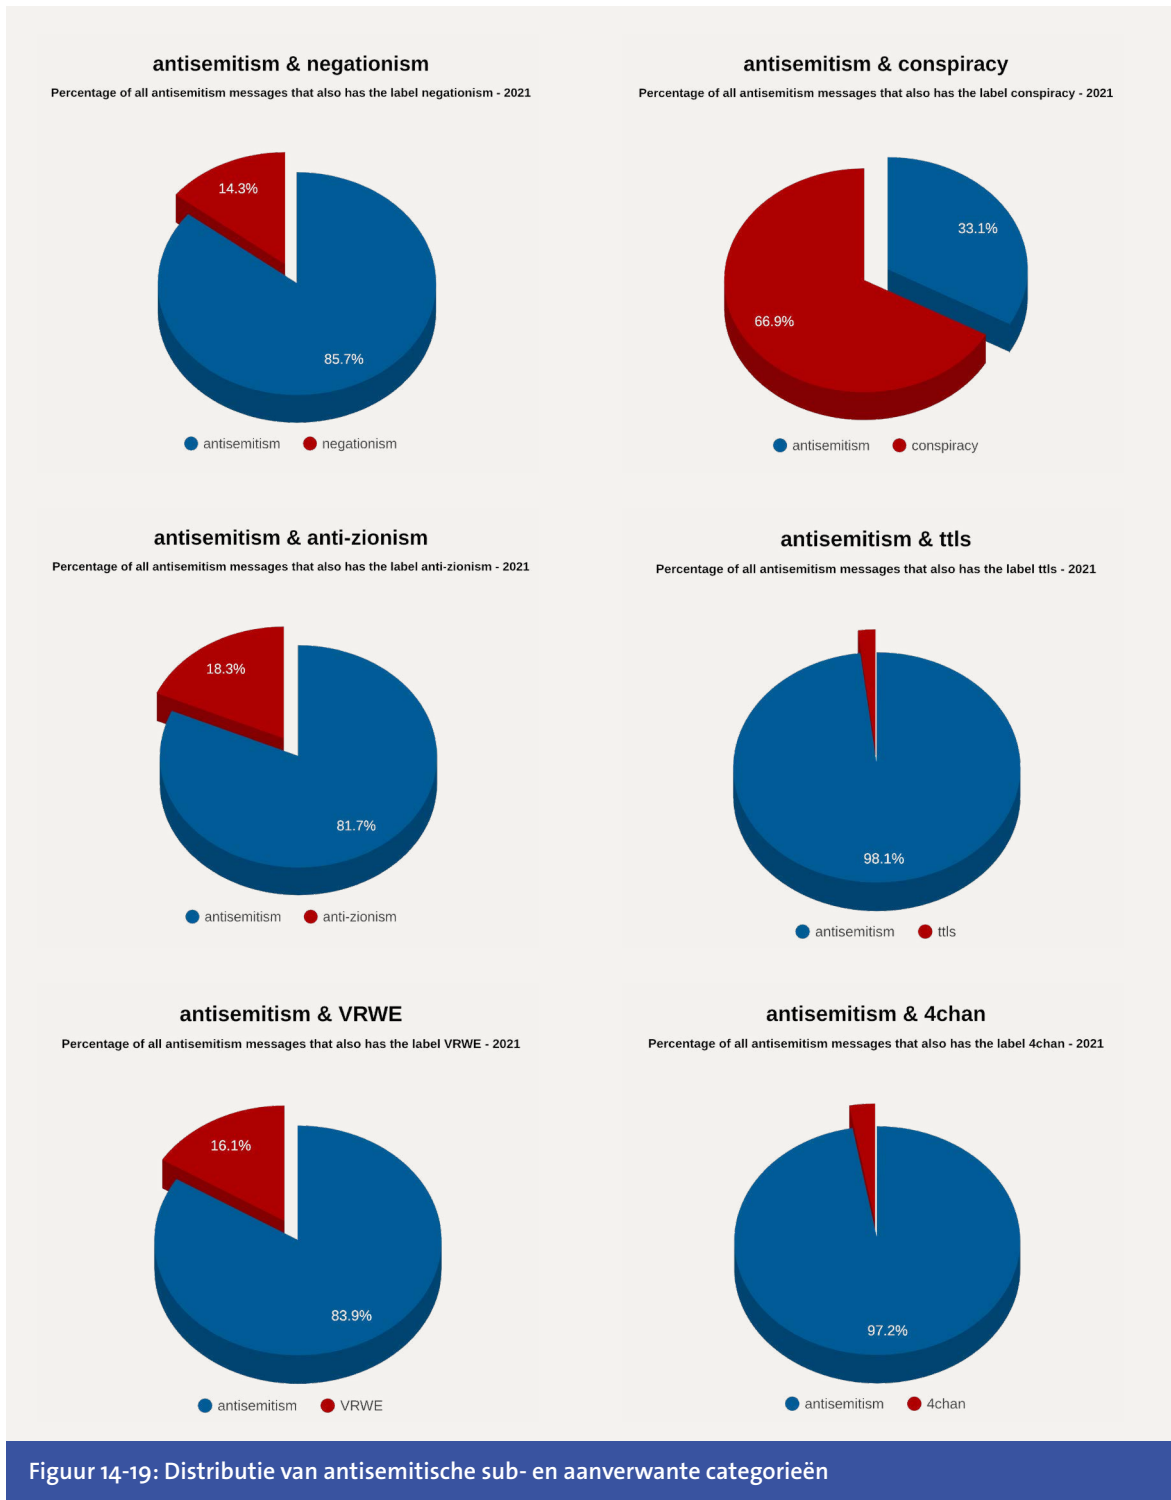 antisemitism & negationism
Percentage of all antisemitism messages that also has the label negationism - 2021
14.3%
85.7%
antisemitism negationism
antisemitism & conspiracy
Percentage of all antisemitism messages that also has the label conspiracy - 2021
33.1%
66.9%
antisemitism conspiracy
antisemitism & anti-zionism
Percentage of all antisemitism messages that also has the label anti-zionism - 2021
18.3%
81.7%
antisemitism anti-zionism
antisemitism & ttls
Percentage of all antisemitism messages that also has the label ttls - 2021
98.1%
antisemitism ttls
antisemitism & VRWE
Percentage of all antisemitism messages that also has the label VRWE - 2021
16.1%
83.9%
antisemitism VRWE
antisemitism & 4chan
Percentage of all antisemitism messages that also has the label 4chan - 2021
97.2%
antisemitism 4chan
Figuur 14-19: Distributie van antisemitische sub- en aanverwante categorieën